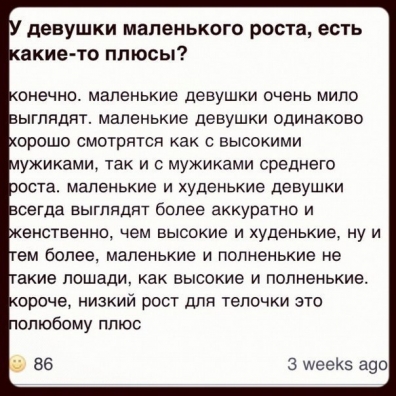 У девушки маленького роста, есть
какие-то плюсы?
конечно. маленькие девушки очень мило
выглядят. маленькие девушки одинаково
хорошо смотрятся как с высокими
мужиками, так и с мужиками среднего
роста. маленькие и худенькие девушки
всегда выглядят более аккуратно и
женственно, чем высокие и худенькие, ну и
тем более, маленькие и полненькие не
такие лошади, как высокие и полненькие.
короче, низкий рост для телочки это
полюбому плюс
86 3 weeks ago